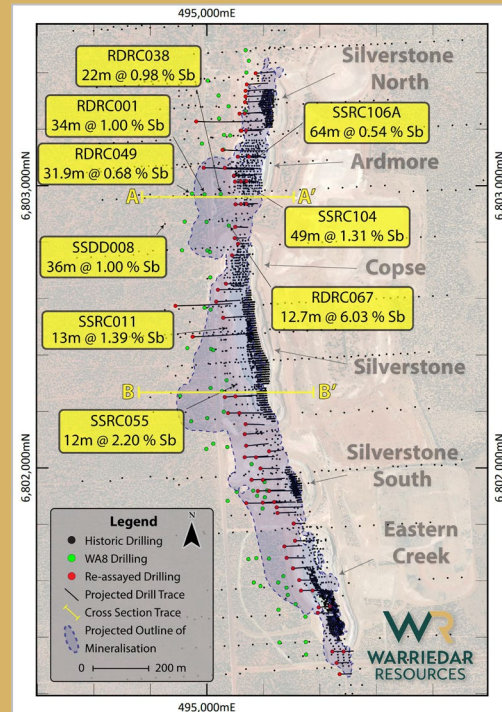 495,000mE
RDRC038
22m @ 0.98 % Sb
Silverstone
North
RDRC001
34m @ 1.00 % Sb
SSRC106A
64m @ 0.54 % Sb
RDRC049
31.9m @ 0.68 % Sb
Ardmore
6,803,000mN
6,803,000mN
A
A'
SSRC104
49m @ 1.31 % Sb
SSDD008
36m @ 1.00 % Sb
Copse
RDRC067
12.7m @ 6.03 % Sb
SSRC011
13m @ 1.39 % Sb
Silverstone
B
B'
SSRC055
12m @ 2.20 % Sb
Silverstone
South
6,802,000mN
6,802,000mN
Eastern
Creek
Legend
N
Historic Drilling
WA8 Drilling
Re-assayed Drilling
Projected Drill Trace
Cross Section Trace
Projected Outline of
Mineralisation
0 200 m
WR
WARRIEDAR
RESOURCES
495,000mE